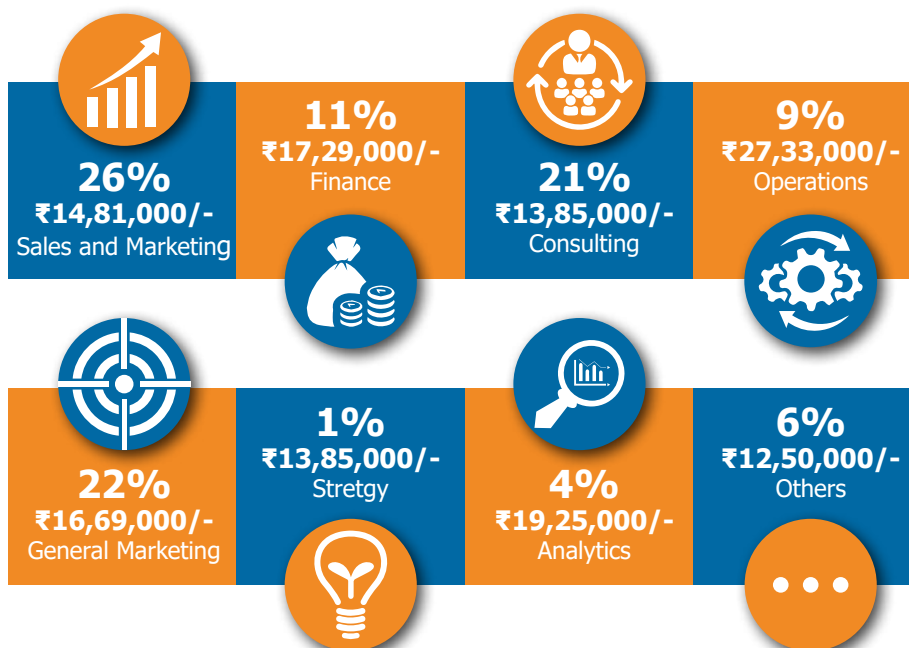 26%
₹14,81,000/-
Sales and Marketing
11%
₹17,29,000/-
Finance
21%
₹13,85,000/-
Consulting
9%
₹27,33,000/-
Operations
22%
₹16,69,000/-
General Marketing
1%
₹13,85,000/-
Stretgy
4%
₹19,25,000/-
Analytics
6%
₹12,50,000/-
Others